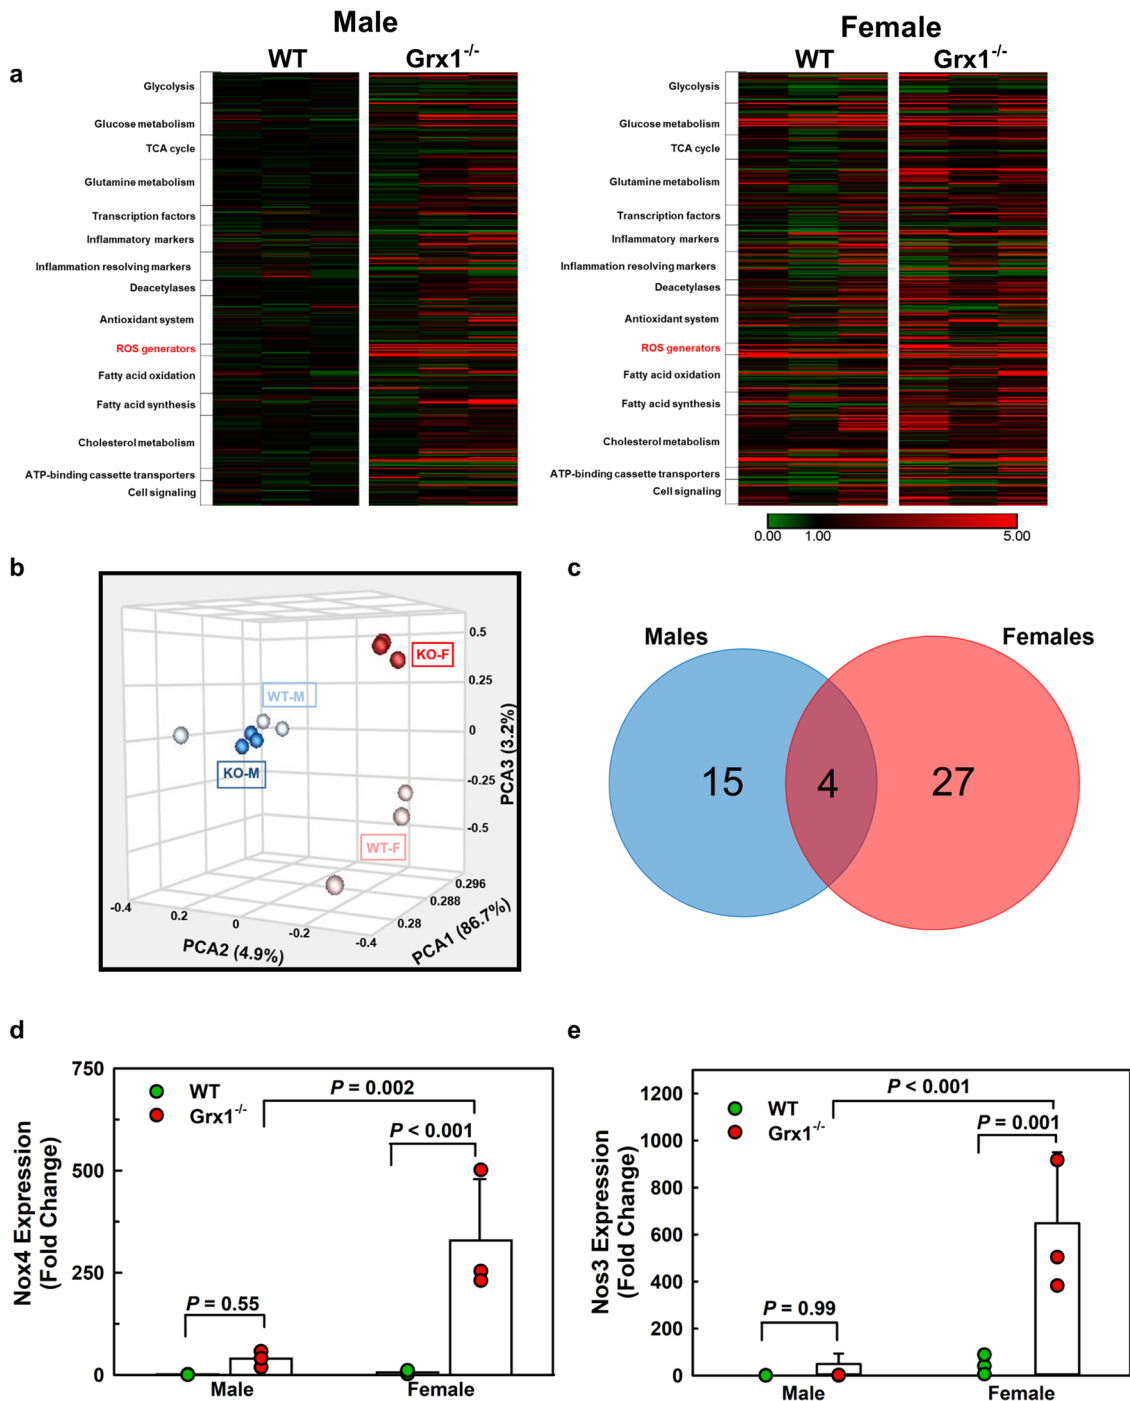 Male
Female
WT
Grx1-/-
WT
Grx1-/-
a
Glycolysis
Glucose metabolism
TCA cycle
Glutamine metabolism
Transcription factors
Inflammatory markers
Inflammation resolving markers
Deacetylases
Antioxidant system
ROS generators
Fatty acid oxidation
Fatty acid synthesis
Cholesterol metabolism
ATP-binding cassette transporters
Cell signaling
Glycolysis
Glucose metabolism
TCA cycle
Glutamine metabolism
Transcription factors
Inflammatory markers
Inflammation resolving markers
Deacetylases
Antioxidant system
ROS generators
Fatty acid oxidation
Fatty acid synthesis
Cholesterol metabolism
ATP-binding cassette transporters
Cell signaling
0.00 1.00 5.00
b
KO-F
WT-M
KO-M
WT-F
0.5
0.25
0
-0.25
-0.5
PCA3 (3.2%)
0.296
0.288
0.28
PCA1 (86.7%)
-0.4 0.2 0 -0.2 -0.4
PCA2 (4.9%)
c
Males
Females
15 4 27
d
Nox4 Expression
(Fold Change)
750
500
250
0
WT
Grx1-/-
P = 0.002
P < 0.001
P = 0.55
Male Female
e
Nos3 Expression
(Fold Change)
1200
1000
800
600
400
200
0
WT
Grx1-/-
P < 0.001
P = 0.001
P = 0.99
Male Female